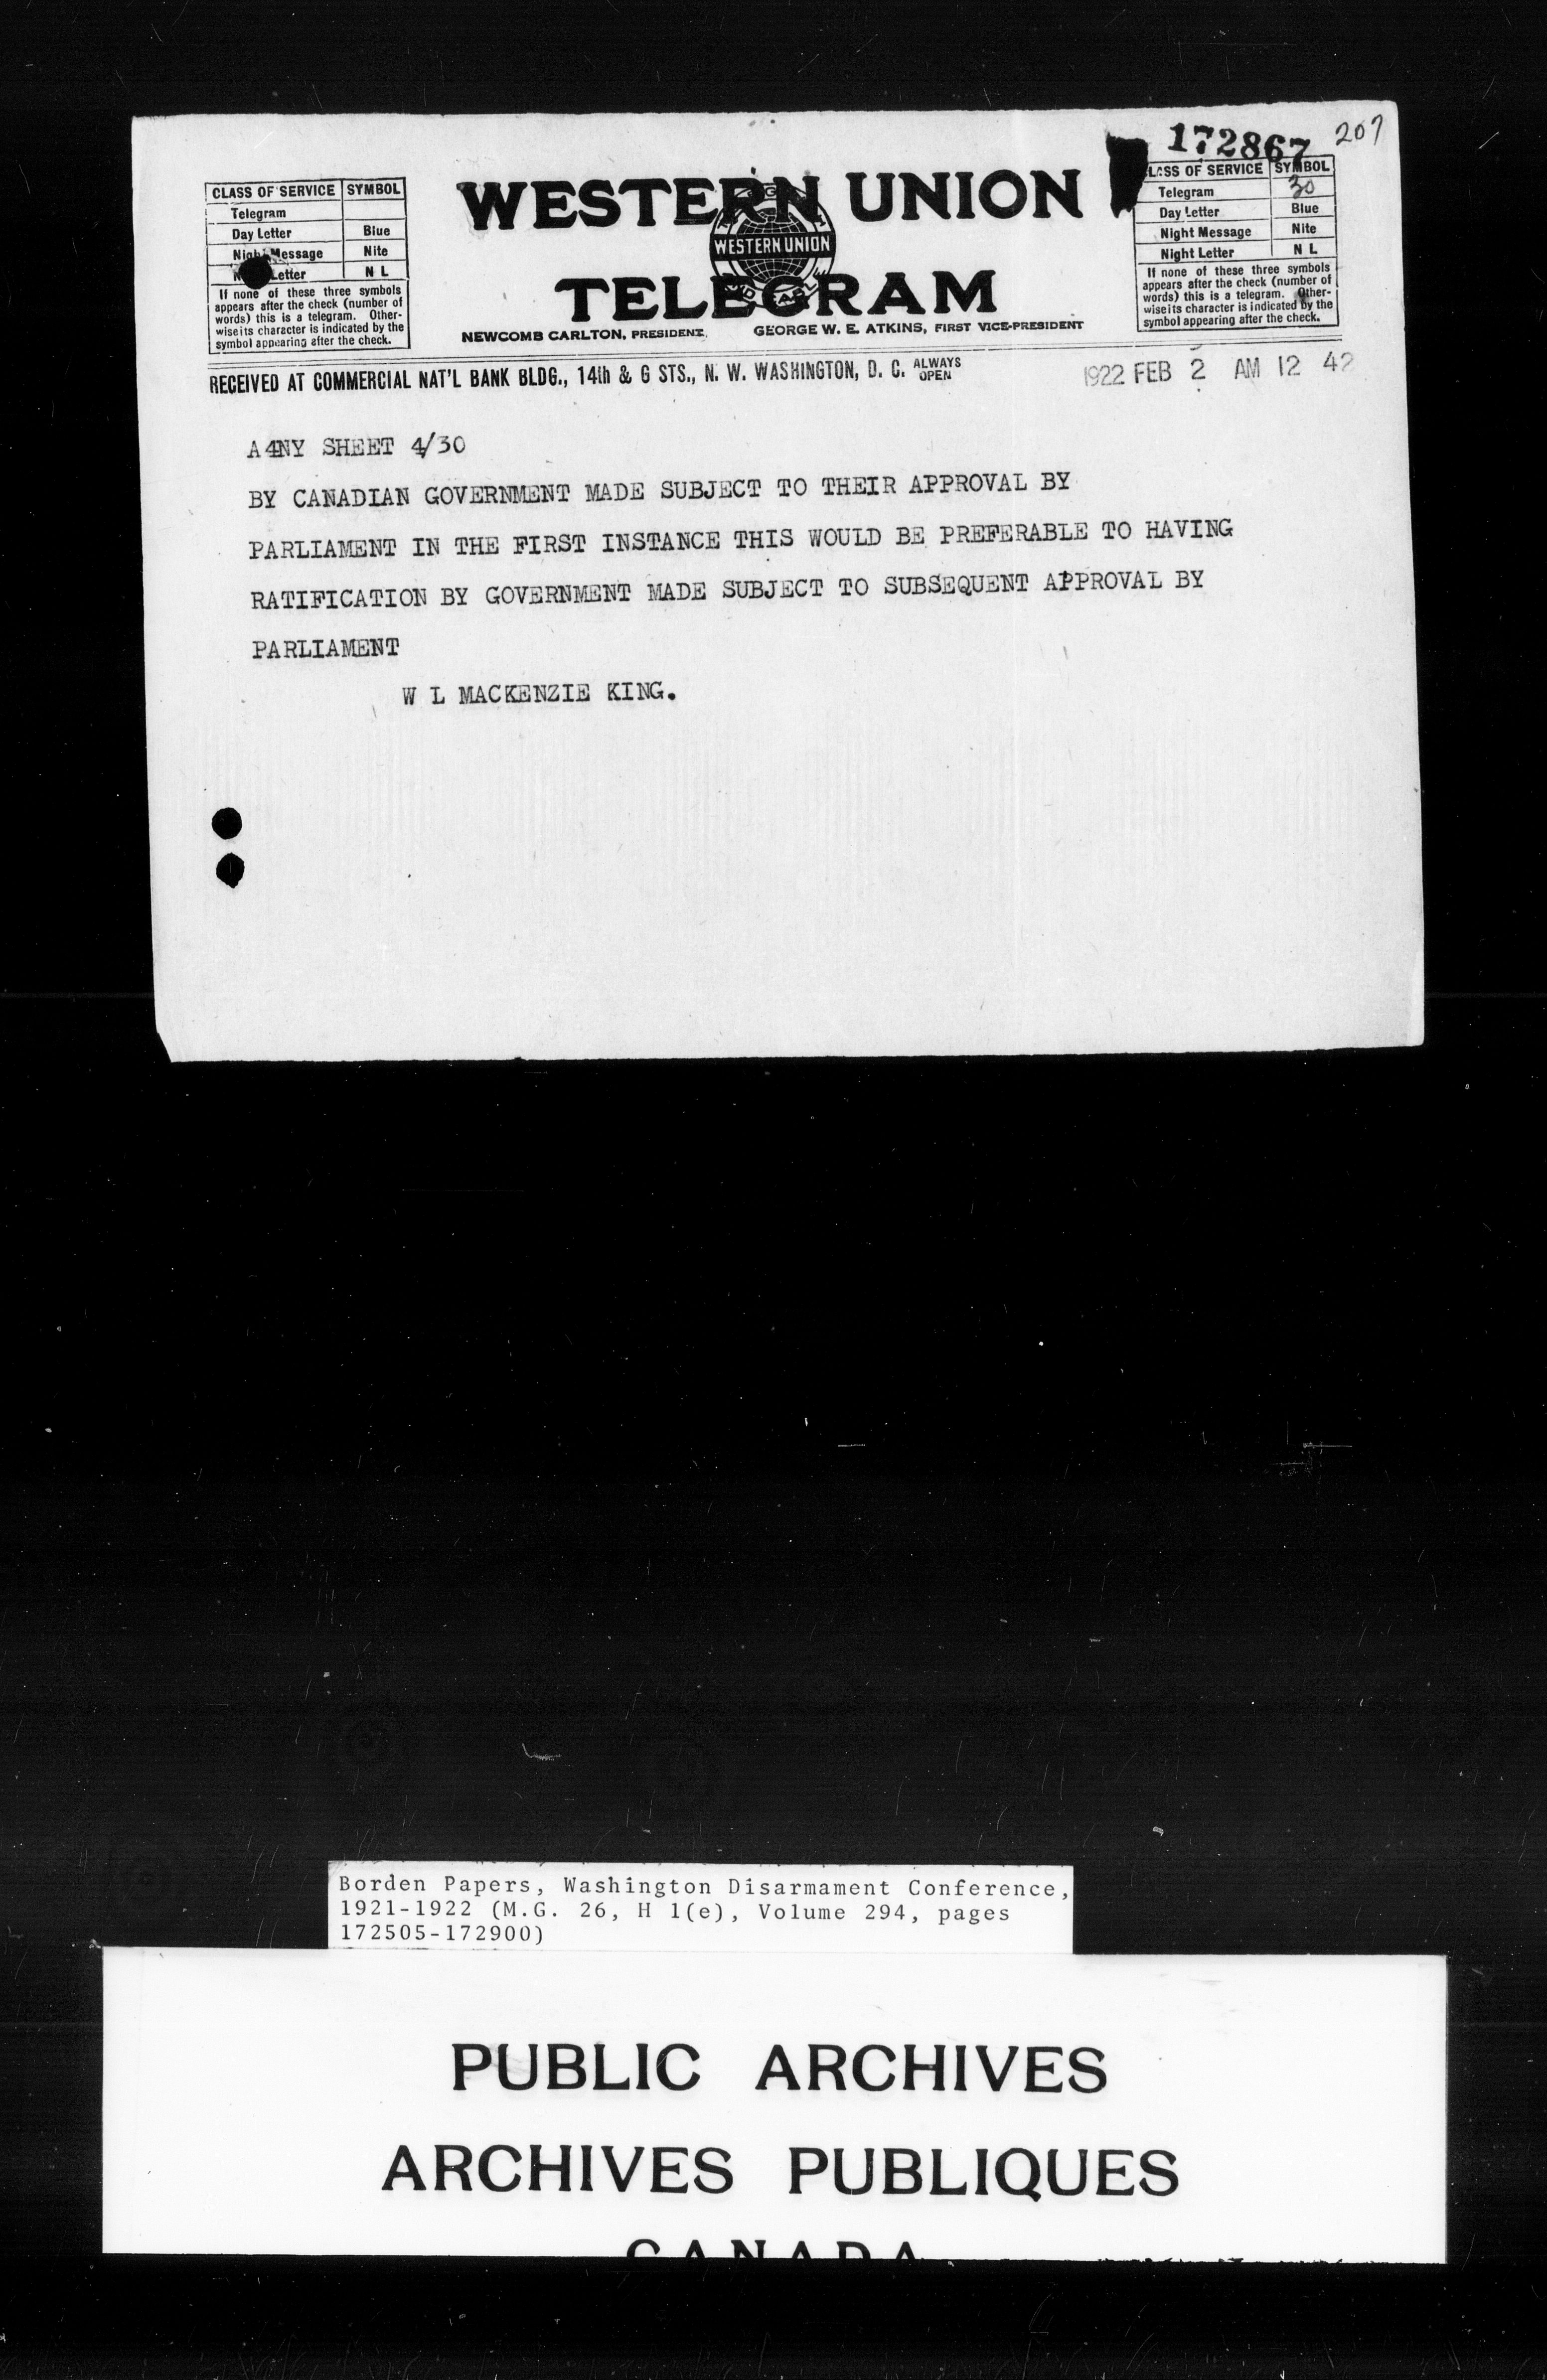 172867 207
CLASS OF SERVICE SYMBOL
Telegram
Day Letter Blue
Night Message Nite
Letter N L
If none of these three symbols
appears after the check (number of
words) this is a telegram. Other-
wise its character is indicated by the
symbol appearing after the check.
WESTERN UNION
WESTERN UNION
TELEGRAM
NEWCOMB CARLTON, PRESIDENT GEORGE W. E. ATKINS, FIRST VICE-PRESIDENT
CLASS OF SERVICE SYMBOL
Telegram 30
Day Letter Blue
Night Message Nite
Night Letter N L
If none of these three symbols
appears after the check (number of
words) this is a telegram. Other-
wise its character is indicated by the
symbol appearing after the check.
RECEIVED AT COMMERCIAL NAT'L BANK BLDG., 14th & G STS., N. W. WASHINGTON, D. C. ALWAYS OPEN
1922 FEB 2 AM 12 42
A4NY SHEET 4/30
BY CANADIAN GOVERNMENT MADE SUBJECT TO THEIR APPROVAL BY
PARLIAMENT IN THE FIRST INSTANCE THIS WOULD BE PREFERABLE TO HAVING
RATIFICATION BY GOVERNMENT MADE SUBJECT TO SUBSEQUENT APPROVAL BY
PARLIAMENT
W L MACKENZIE KING.
Borden Papers, Washington Disarmament Conference,
1921-1922 (M.G. 26, H 1(e), Volume 294, pages
172505-172900)
PUBLIC ARCHIVES
ARCHIVES PUBLIQUES
CANADA